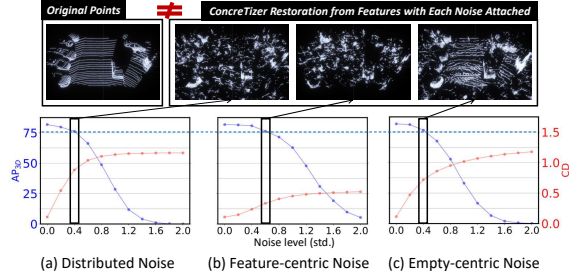 Original Points
≠
ConcreTizer Restoration from Features with Each Noise Attached
75
50
25
0
AP3D
1.5
1.0
0.5
0.0
CD
0.0 0.4 0.8 1.2 1.6 2.0
0.0 0.4 0.8 1.2 1.6 2.0
0.0 0.4 0.8 1.2 1.6 2.0
Noise level (std.)
(a) Distributed Noise
(b) Feature-centric Noise
(c) Empty-centric Noise